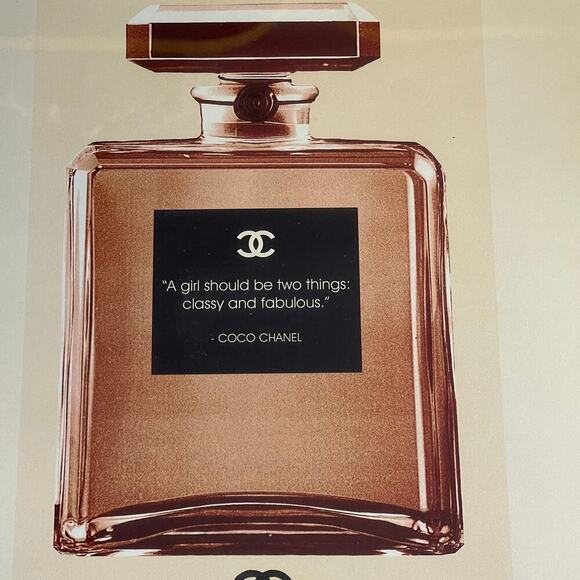 “A girl should be two things:
classy and fabulous.”
- COCO CHANEL